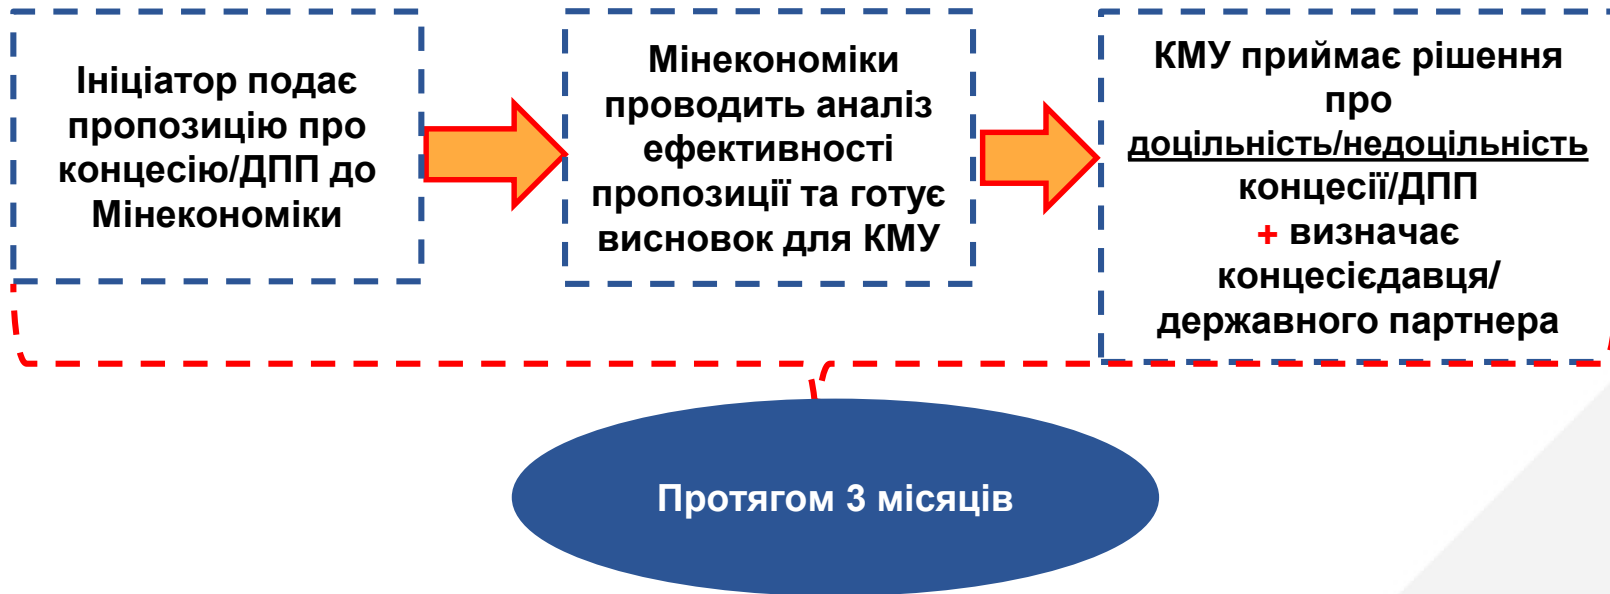 Ініціатор подає
пропозицію про
концесію/ДПП до
Мінекономіки
Мінекономіки
проводить аналіз
ефективності
пропозиції та готує
висновок для КМУ
КМУ приймає рішення
про
доцільність/недоцільність
концесії/ДПП
+ визначає
концесієдавця/
державного партнера
Протягом 3 місяців